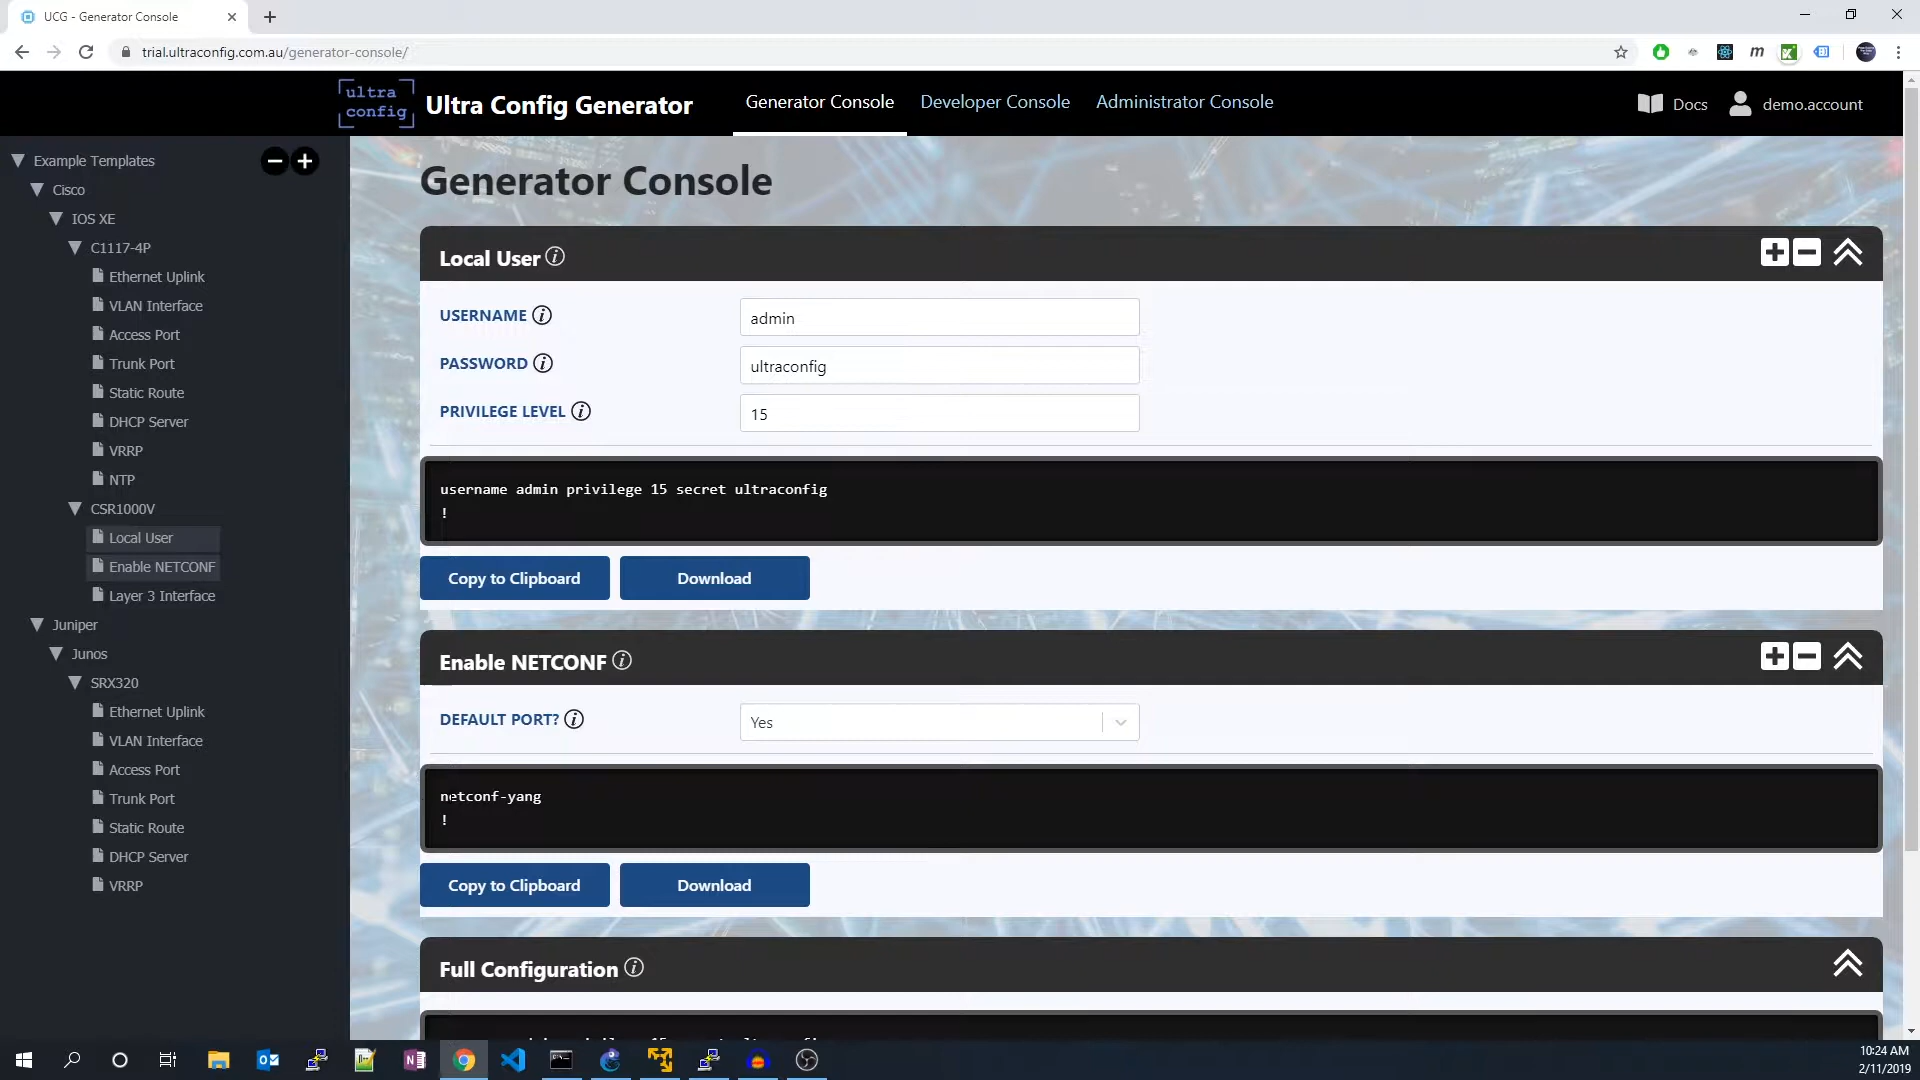 UCG - Generator Console
trial.ultraconfig.com.au/generator-console/
ultra
config
Ultra Config Generator
Generator Console
Developer Console
Administrator Console
Docs
demo.account
Example Templates
Cisco
IOS XE
C1117-4P
Ethernet Uplink
VLAN Interface
Access Port
Trunk Port
Static Route
DHCP Server
VRRP
NTP
CSR1000V
Local User
Enable NETCONF
Layer 3 Interface
Juniper
Junos
SRX320
Ethernet Uplink
VLAN Interface
Access Port
Trunk Port
Static Route
DHCP Server
VRRP
Generator Console
Local User
USERNAME
admin
PASSWORD
ultraconfig
PRIVILEGE LEVEL
15
username admin privilege 15 secret ultraconfig
!
Copy to Clipboard
Download
Enable NETCONF
DEFAULT PORT?
Yes
netconf-yang
!
Copy to Clipboard
Download
Full Configuration
10:24 AM
2/11/2019